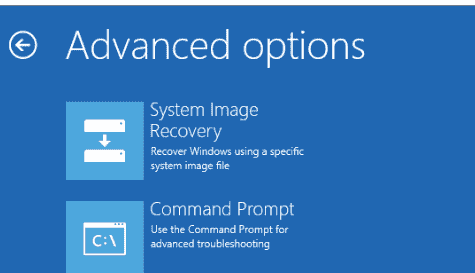 Advanced options
System Image
Recovery
Recover Windows using a specific
system image file
Command Prompt
C:\
Use the Command Prompt for
advanced troubleshooting